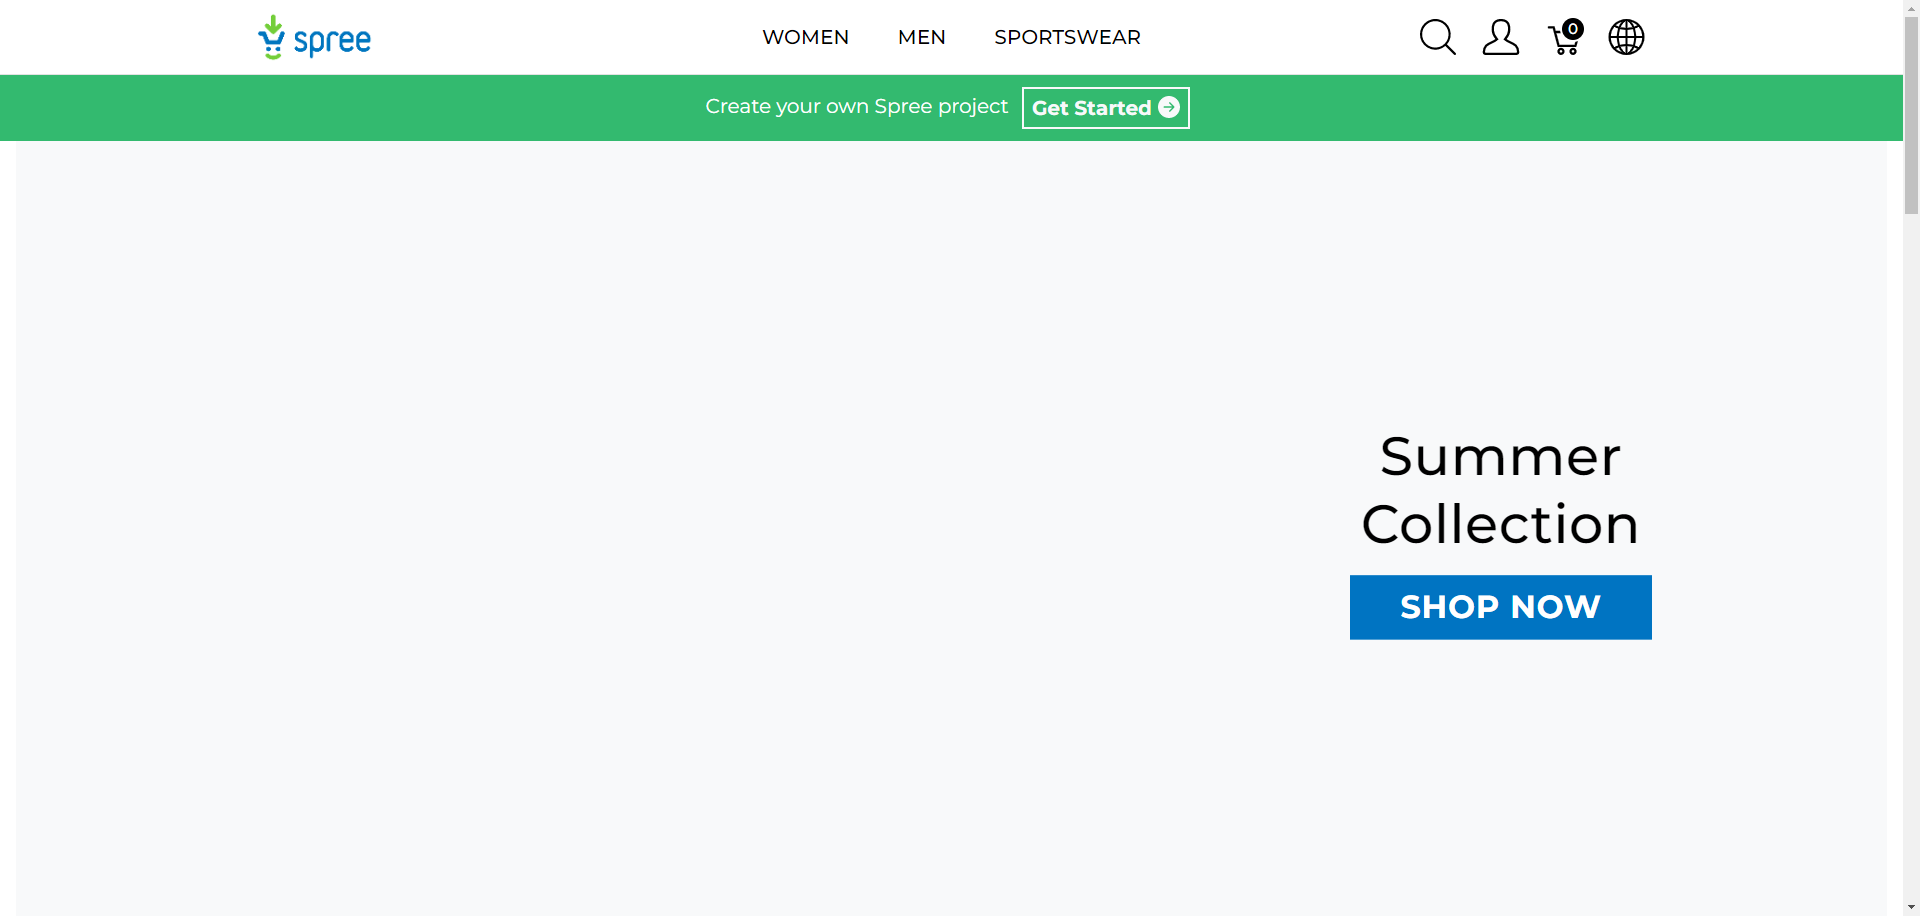 spree
WOMEN MEN SPORTSWEAR
0
Create your own Spree project Get Started
Summer
Collection
SHOP NOW